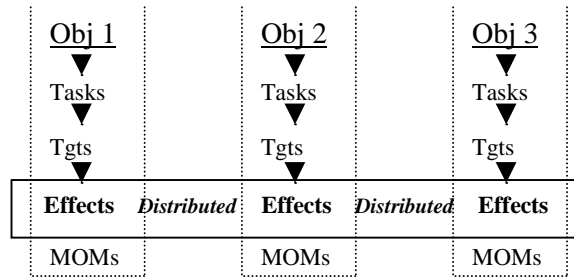 Obj 1 Obj 2 Obj 3
Tasks Tasks Tasks
Tgts Tgts Tgts
Effects Distributed Effects Distributed Effects
MOMs MOMs MOMs